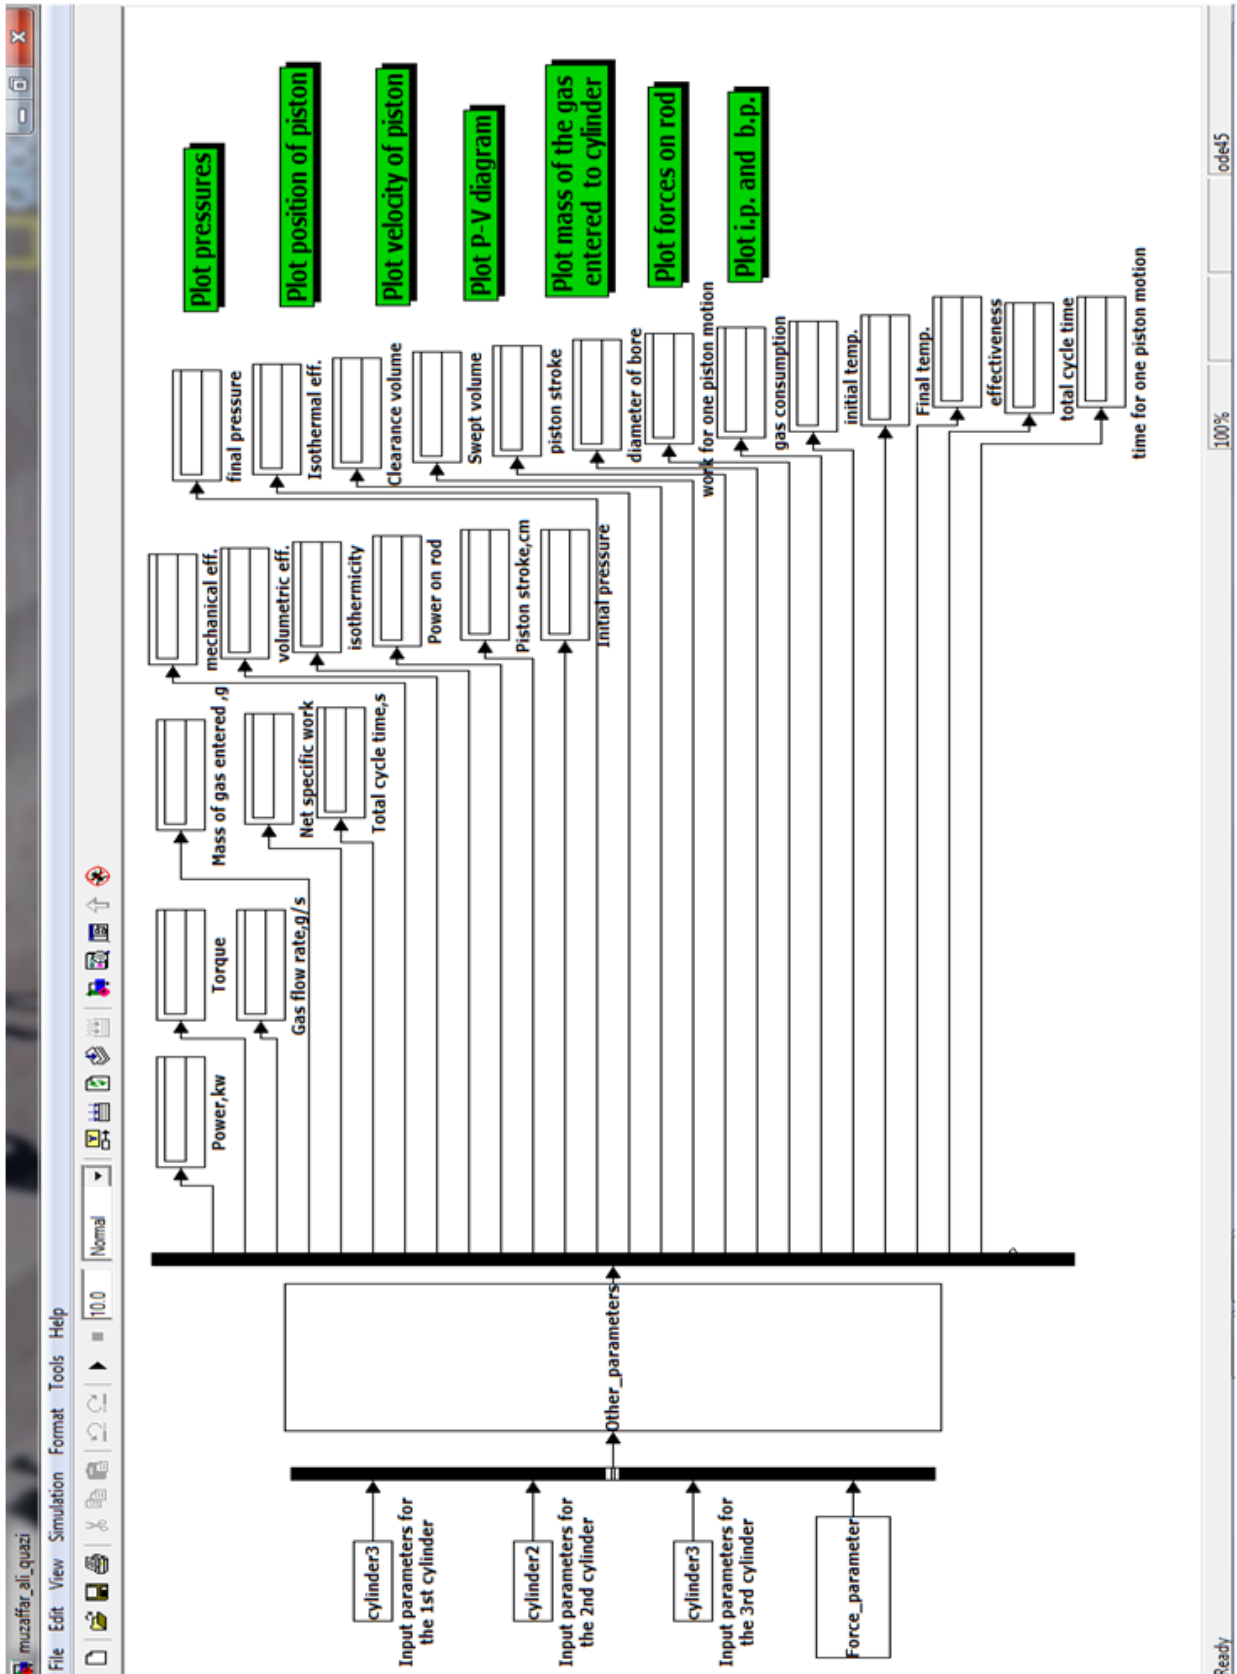 muzaffar_ali_quazi
File Edit View Simulation Format Tools Help
10.0
Normal
cylinder3
Input parameters for
the 1st cylinder
cylinder2
Input parameters for
the 2nd cylinder
cylinder3
Input parameters for
the 3rd cylinder
Force_parameter
Other_parameters
Power,kw
Torque
Gas flow rate,g/s
Mass of gas entered ,g
Net specific work
Total cycle time,s
mechanical eff.
volumetric eff.
isothermicity
Power on rod
Piston stroke,cm
Initial pressure
final pressure
Isothermal eff.
Clearance volume
Swept volume
piston stroke
diameter of bore
work for one piston motion
gas consumption
initial temp.
Final temp.
effectiveness
total cycle time
time for one piston motion
Plot pressures
Plot position of piston
Plot velocity of piston
Plot P-V diagram
Plot mass of the gas
entered to cylinder
Plot forces on rod
Plot i.p. and b.p.
Ready
100%
ode45